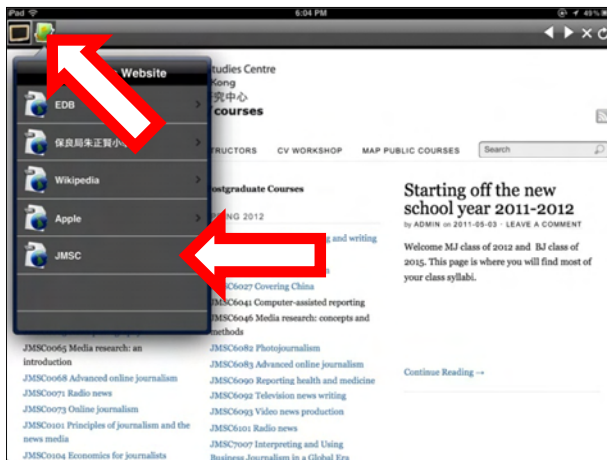 iPad
6:04 PM
49%
Website
EDB
保良局朱正賢小
Wikipedia
Apple
JMSC
tudies Centre
Kong
究中心
courses
TRUCTORS
CV WORKSHOP
MAP PUBLIC COURSES
Search
ostgraduate Courses
NG 2012
g and writing
JMSC6027 Covering China
JMSC6041 Computer-assisted reporting
JMSC6046 Media research: concepts and
methods
JMSC6082 Photojournalism
JMSC6083 Advanced online journalism
JMSC6090 Reporting health and medicine
JMSC6092 Television news writing
JMSC6093 Video news production
JMSC6101 Radio news
JMSC7007 Interpreting and Using
Business Journalism in a Global Era
JMSC0065 Media research: an
introduction
JMSC0068 Advanced online journalism
JMSC0071 Radio news
JMSC0073 Online journalism
JMSC0101 Principles of journalism and the
news media
JMSC0104 Economics for journalists
Starting off the new
school year 2011-2012
by ADMIN on 2011-05-03 · LEAVE A COMMENT
Welcome MJ class of 2012 and BJ class of
2015. This page is where you will find most of
your class syllabi.
Continue Reading →